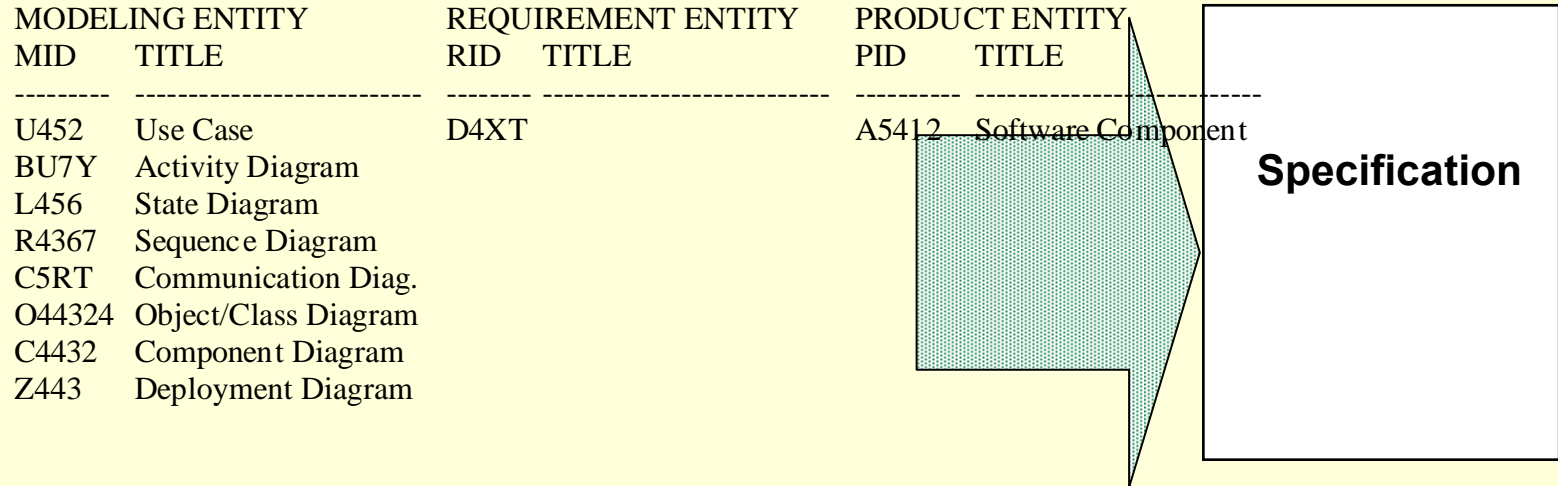 MODELING ENTITY REQUIREMENT ENTITY PRODUCT ENTITY
MID TITLE RID TITLE PID TITLE
--------- --------------------------- -------- --------------------------- ---------- ---------------------------
U452 Use Case D4XT A5412 Software Component
BU7Y Activity Diagram
L456 State Diagram
R4367 Sequence Diagram
C5RT Communication Diag.
O44324 Object/Class Diagram
C4432 Component Diagram
Z443 Deployment Diagram
Specification